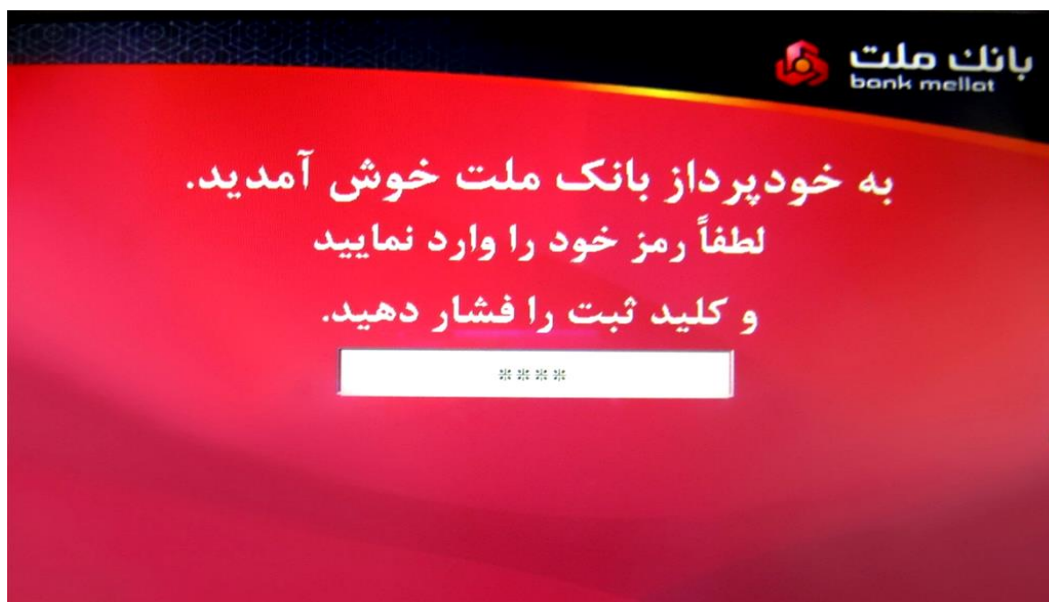 بانک ملت
bank mellat
به خودپرداز بانک ملت خوش آمدید.
لطفاً رمز خود را وارد نمایید
و کلید ثبت را فشار دهید.
****